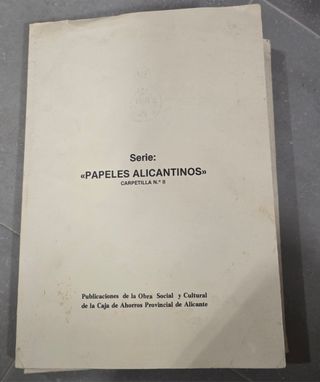 Serie:
«PAPELES ALICANTINOS»
CARPETILLA N.º 8
Publicaciones de la Obra Social y Cultural
de la Caja de Ahorros Provincial de Alicante